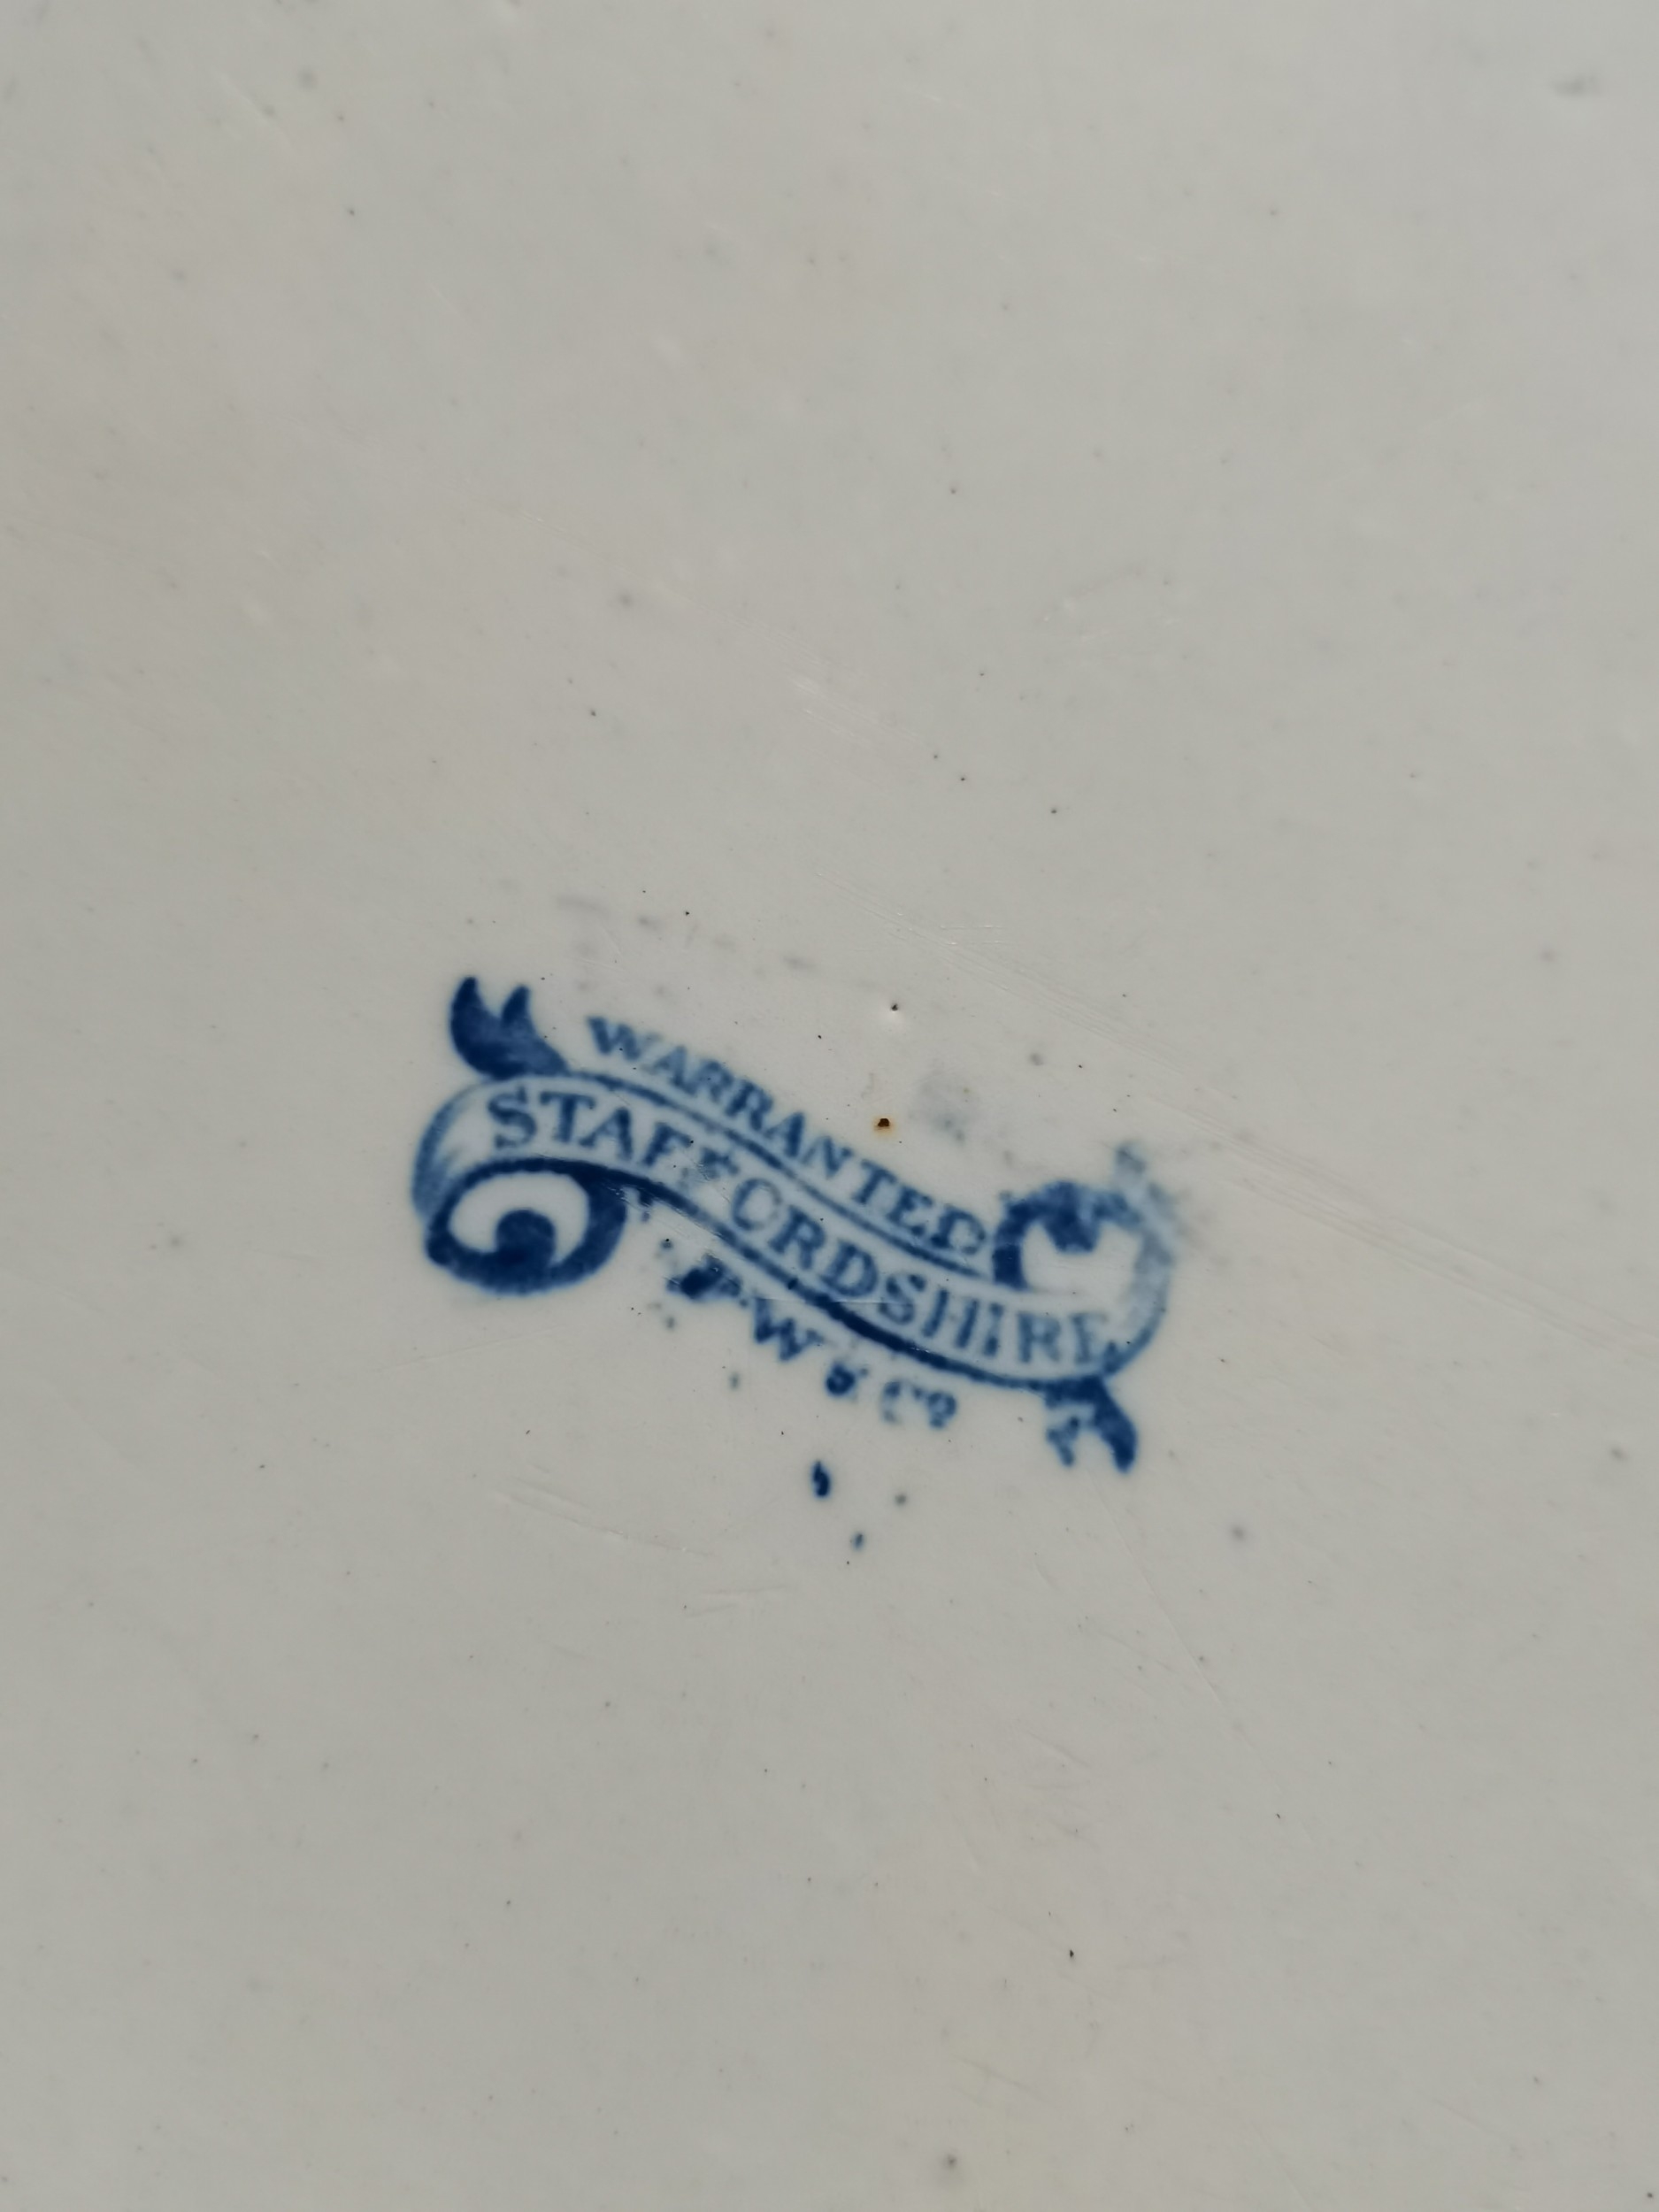 WARRANTED
STAFFORDSHIRE
W & Co